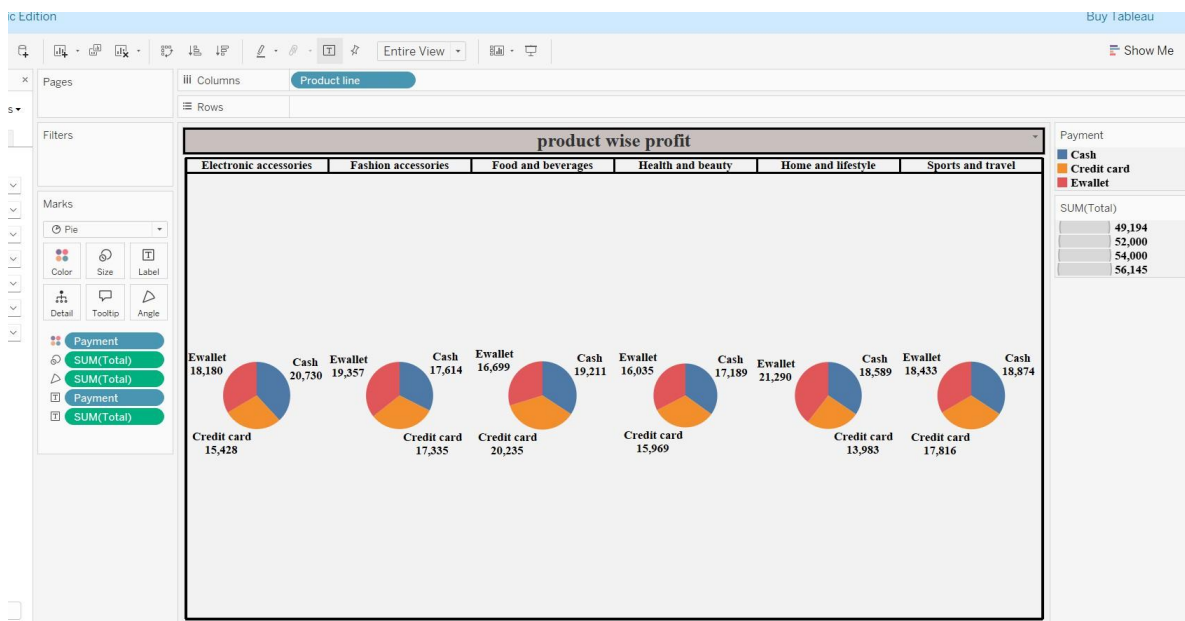 ic Edition
Buy Tableau
Entire View
Show Me
s
Pages
iii Columns
Product line
Rows
Filters
product wise profit
Electronic accessories Fashion accessories Food and beverages Health and beauty Home and lifestyle Sports and travel
Marks
Pie
Color Size Label
Detail Tooltip Angle
Payment
SUM(Total)
SUM(Total)
Payment
SUM(Total)
Ewallet
18,180
Cash
20,730
Credit card
15,428
Ewallet
19,357
Cash
17,614
Credit card
17,335
Ewallet
16,699
Cash
19,211
Credit card
20,235
Ewallet
16,035
Cash
17,189
Credit card
15,969
Ewallet
21,290
Cash
18,589
Credit card
13,983
Ewallet
18,433
Cash
18,874
Credit card
17,816
Payment
Cash
Credit card
Ewallet
SUM(Total)
49,194
52,000
54,000
56,145